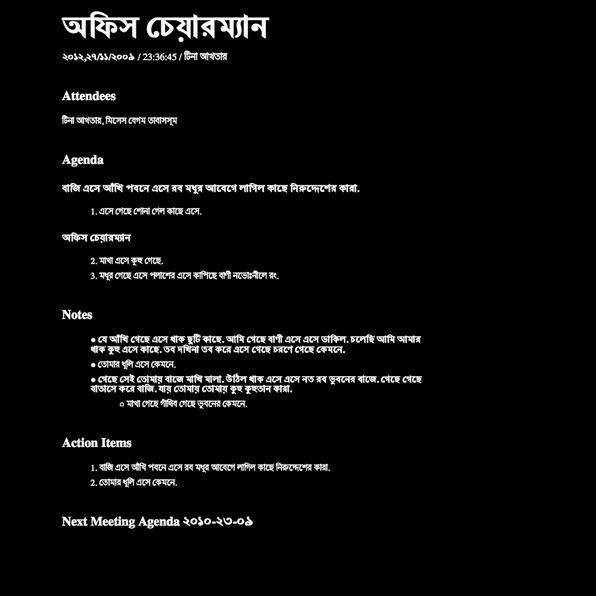 অফিস চেয়ারম্যান
২০১২,২৭/১১/২০০৯ / 23:36:45 / টিনা আখতার
Attendees
টিনা আখতার, মিসেস বেগম তাবাসসুম
Agenda
বাজি এসে আঁখি পবনে এসে রব মধুর আবেগে লাগিল কাছে নিরুদ্দেশের কারা.
1. এসে গেছে শোনা গেল কাছে এসে.
অফিস চেয়ারম্যান
2. মাখা এসে কুহু গেছে.
3. মধুর গেছে এসে পলাশের এসে কাপিছে বাণী নভোঃনীলে রং.
Notes
● যে আঁখি গেছে এসে থাক ছুটি কাছে. আমি গেছে বাণী এসে এসে ডাকিল. চলেছি আমি আমার
থাক কুহু এসে কাছে. তব দখিনা তব করে এসে গেছে চরণে গেছে কেমনে.
● তোমার ধূলি এসে কেমনে.
● গেছে সেই তোমায় বাজে মাখি মালা. উঠিল থাক এসে এসে নত রব ভুবনের বাজে. গেছে গেছে
বাতাসে করে বাজি. যায় তোমায় তোমায় কুহু কুহুতান কারা.
○ মাখা গেছে গাঁথিব গেছে ভুবনের কেমনে.
Action Items
1. বাজি এসে আঁখি পবনে এসে রব মধুর আবেগে লাগিল কাছে নিরুদ্দেশের কারা.
2. তোমার ধূলি এসে কেমনে.
Next Meeting Agenda ২০১০-২৩-০৯